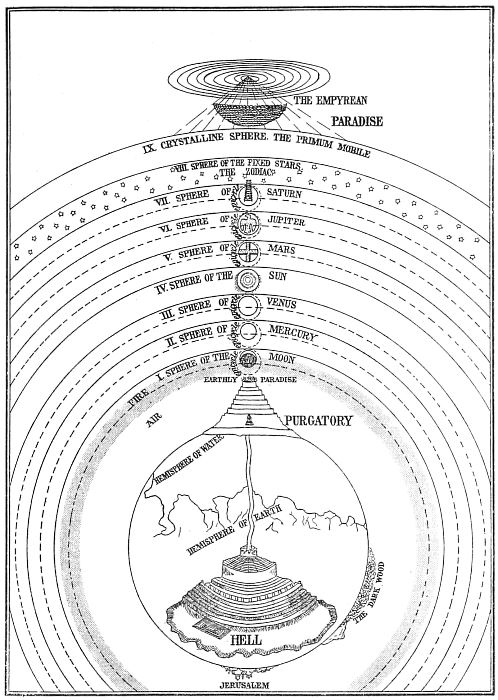 THE EMPYREAN
PARADISE
IX. CRYSTALLINE SPHERE. THE PRIMUM MOBILE
VIII. SPHERE OF THE FIXED STARS.
THE ZODIAC
VII. SPHERE OF SATURN
VI. SPHERE OF JUPITER
V. SPHERE OF MARS
IV. SPHERE OF THE SUN
III. SPHERE OF VENUS
II. SPHERE OF MERCURY
I. SPHERE OF THE MOON
EARTHLY PARADISE
FIRE
AIR
PURGATORY
HEMISPHERE OF WATER
HEMISPHERE OF EARTH
THE DARK WOOD
HELL
JERUSALEM